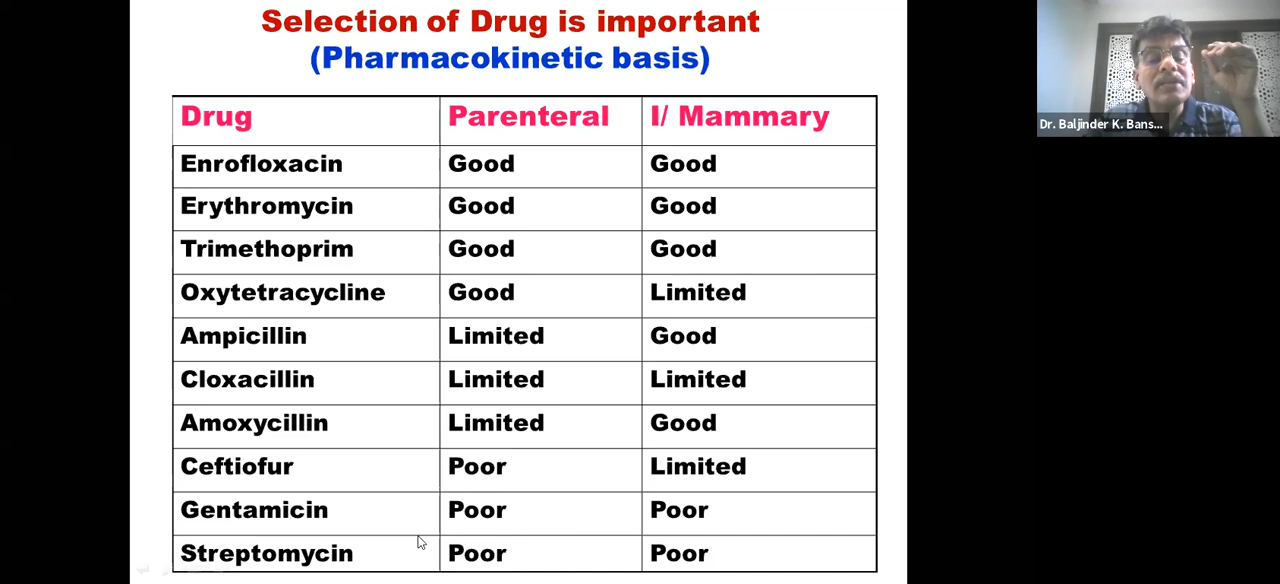 Selection of Drug is important
(Pharmacokinetic basis)
Drug Parenteral I/ Mammary
Enrofloxacin Good Good
Erythromycin Good Good
Trimethoprim Good Good
Oxytetracycline Good Limited
Ampicillin Limited Good
Cloxacillin Limited Limited
Amoxycillin Limited Good
Ceftiofur Poor Limited
Gentamicin Poor Poor
Streptomycin Poor Poor
Dr. Baljinder K. Bans...